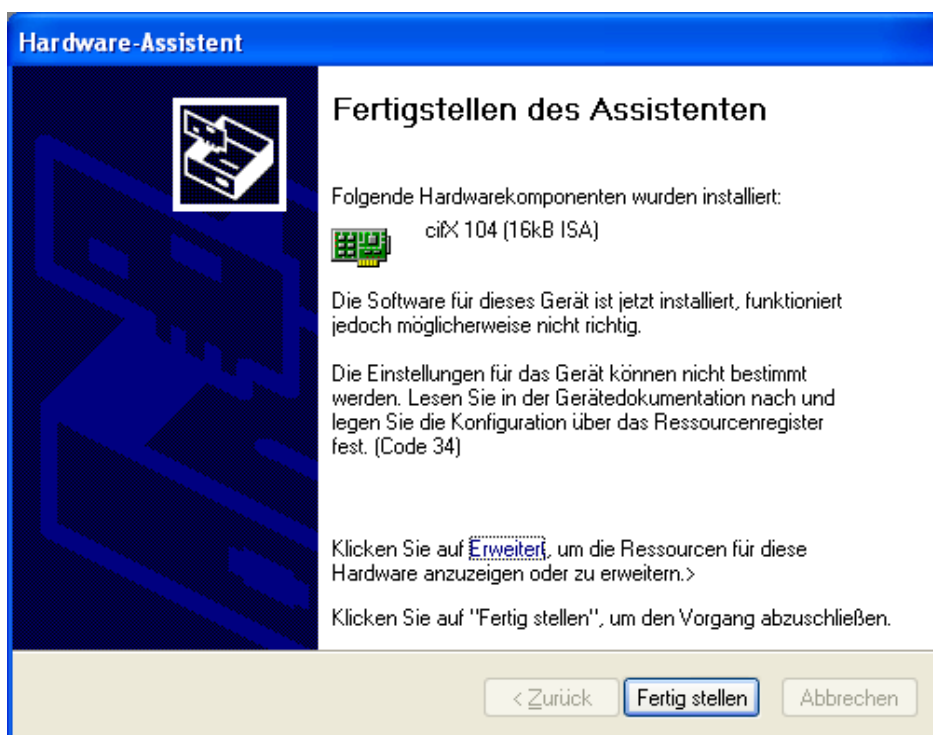 Hardware-Assistent
Fertigstellen des Assistenten
Folgende Hardwarekomponenten wurden installiert:
cifX 104 (16kB ISA)
Die Software für dieses Gerät ist jetzt installiert, funktioniert
jedoch möglicherweise nicht richtig.
Die Einstellungen für das Gerät können nicht bestimmt
werden. Lesen Sie in der Gerätedokumentation nach und
legen Sie die Konfiguration über das Ressourcenregister
fest. (Code 34)
Klicken Sie auf Erweitert, um die Ressourcen für diese
Hardware anzuzeigen oder zu erweitern.>
Klicken Sie auf "Fertig stellen", um den Vorgang abzuschließen.
< Zurück Fertig stellen Abbrechen